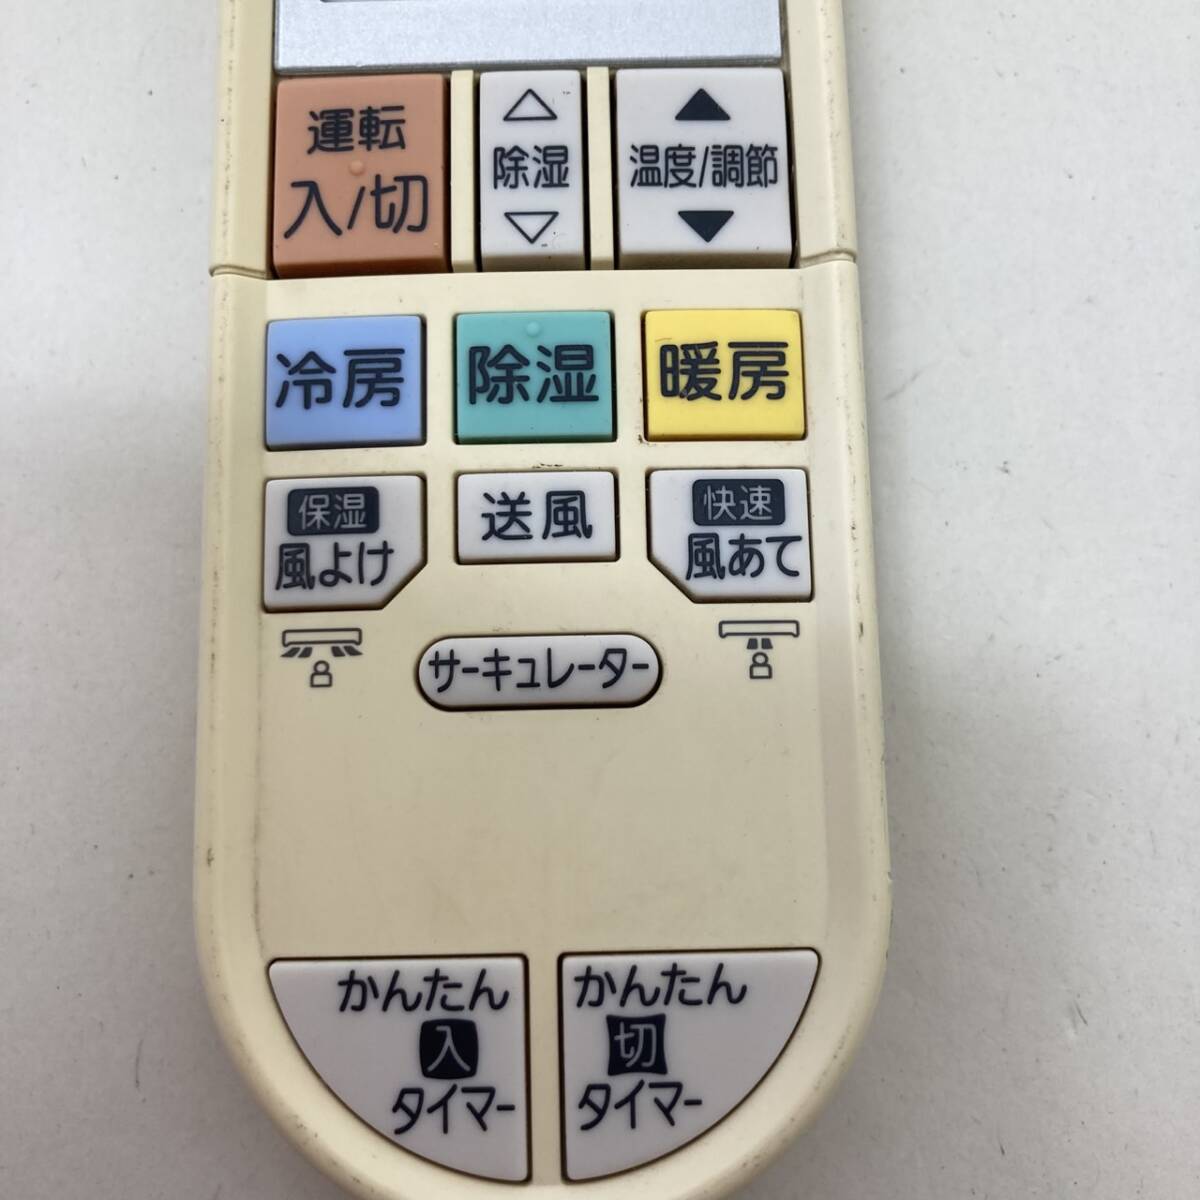 運転
入/切
△
除湿
▽
▲
温度/調節
▼
冷房
除湿
暖房
保湿
風よけ
送風
快速
風あて
サーキュレーター
かんたん
入
タイマー
かんたん
切
タイマー